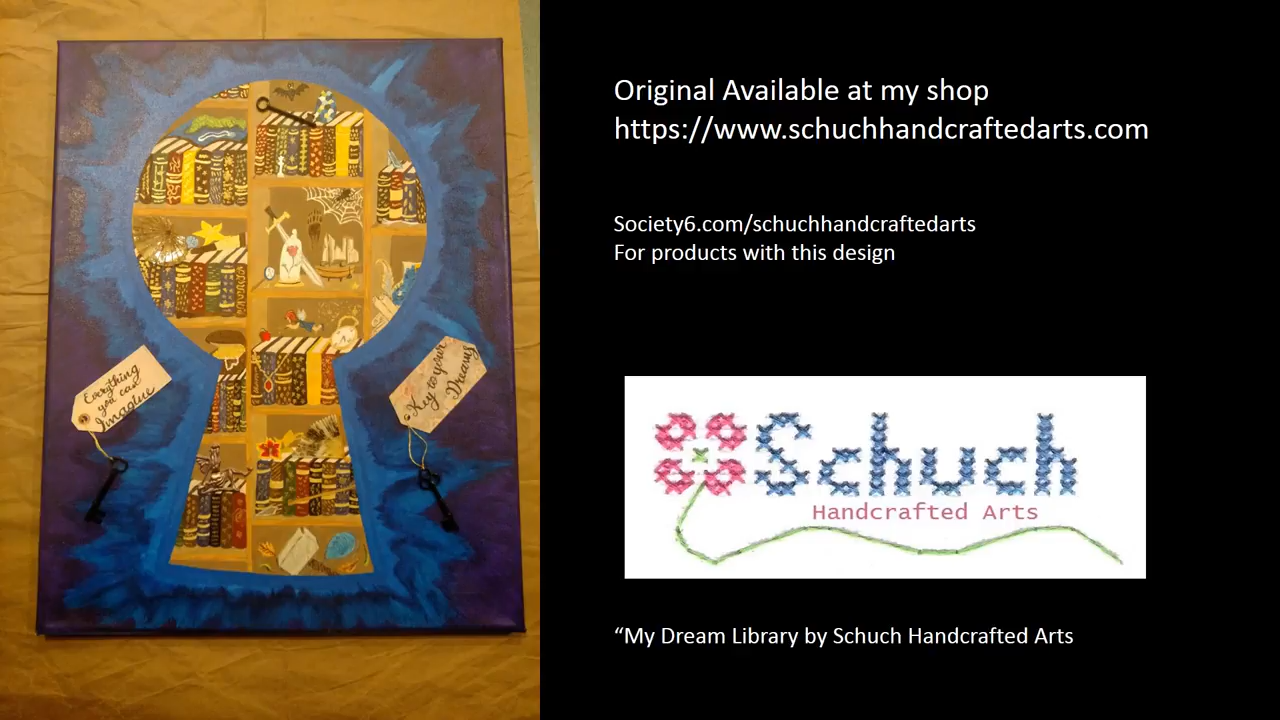 Original Available at my shop
https://www.schuchhandcraftedarts.com
Society6.com/schuchhandcraftedarts
For products with this design
Everything
you can
Imagine
Key to your
Dreams
Schuch
Handcrafted Arts
“My Dream Library by Schuch Handcrafted Arts